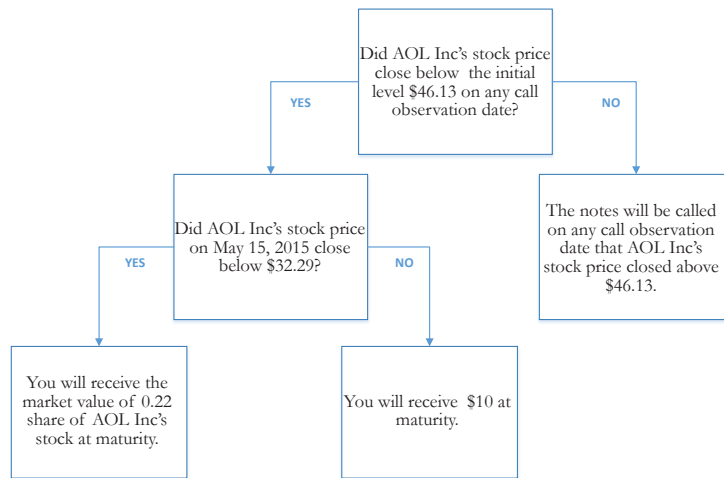 Did AOL Inc's stock price
close below the initial
level $46.13 on any call
observation date?
YES
NO
Did AOL Inc's stock price
on May 15, 2015 close
below $32.29?
The notes will be called
on any call observation
date that AOL Inc's
stock price closed above
$46.13.
YES
NO
You will receive the
market value of 0.22
share of AOL Inc's
stock at maturity.
You will receive $10 at
maturity.